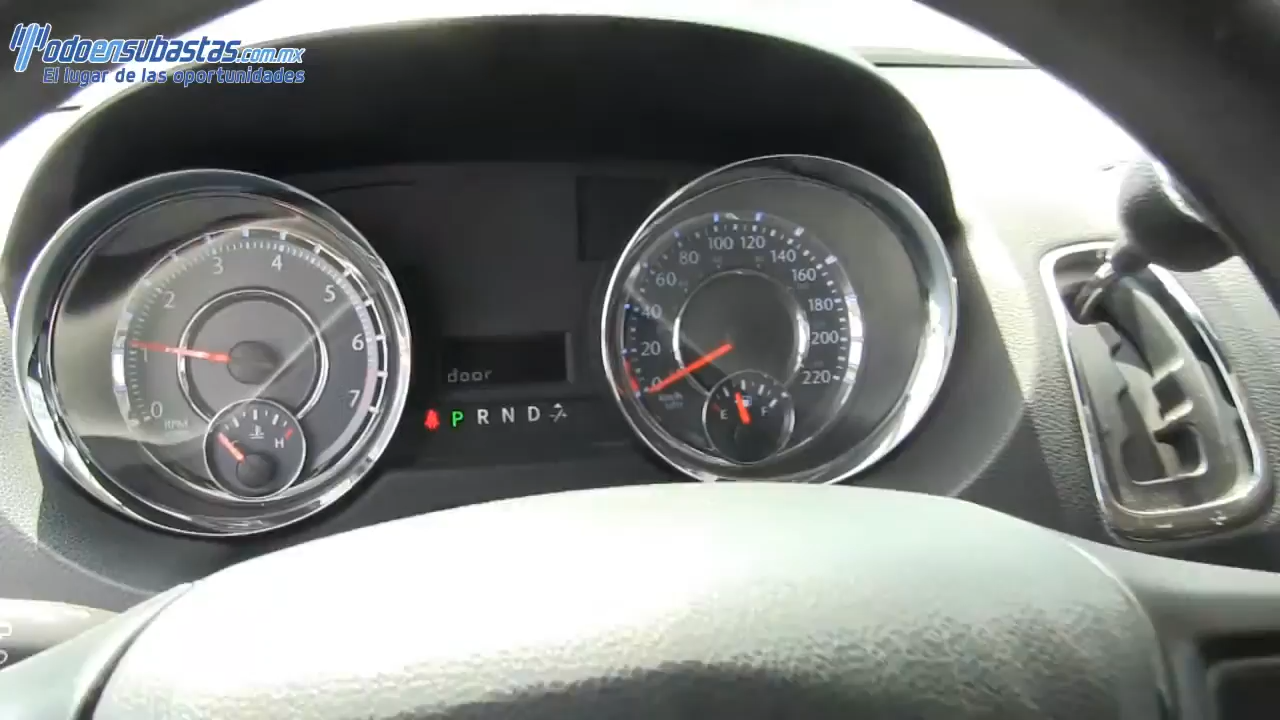 Todoensubastas.com.mx
El lugar de las oportunidades
0 1 2 3 4 5 6 7
RPM
H
door
P R N D
0 20 40 60 80 100 120 140 160 180 200 220
km/h
E F
- +